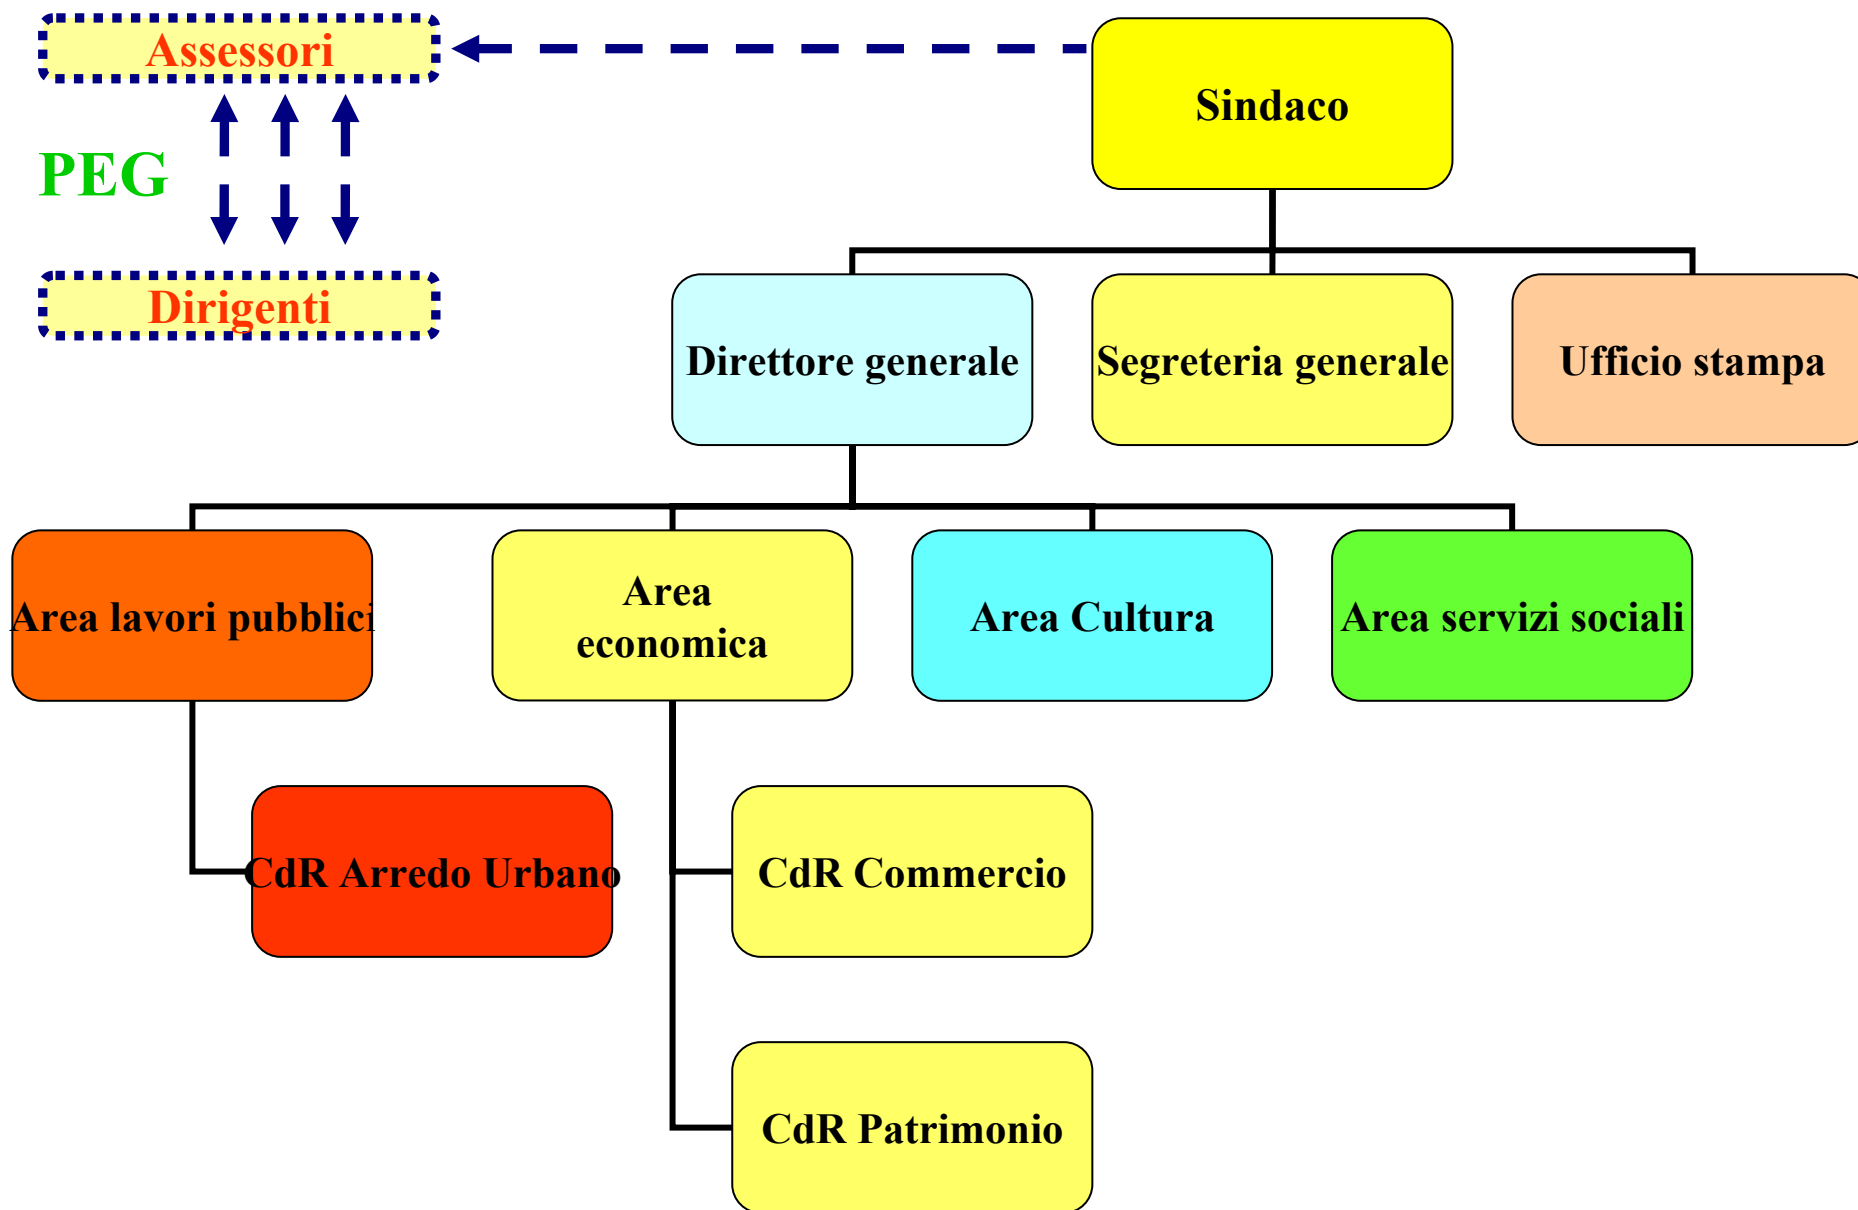 Assessori
Sindaco
PEG
Dirigenti
Direttore generale
Segreteria generale
Ufficio stampa
Area lavori pubblici
Area
economica
Area Cultura
Area servizi sociali
CdR Arredo Urbano
CdR Commercio
CdR Patrimonio